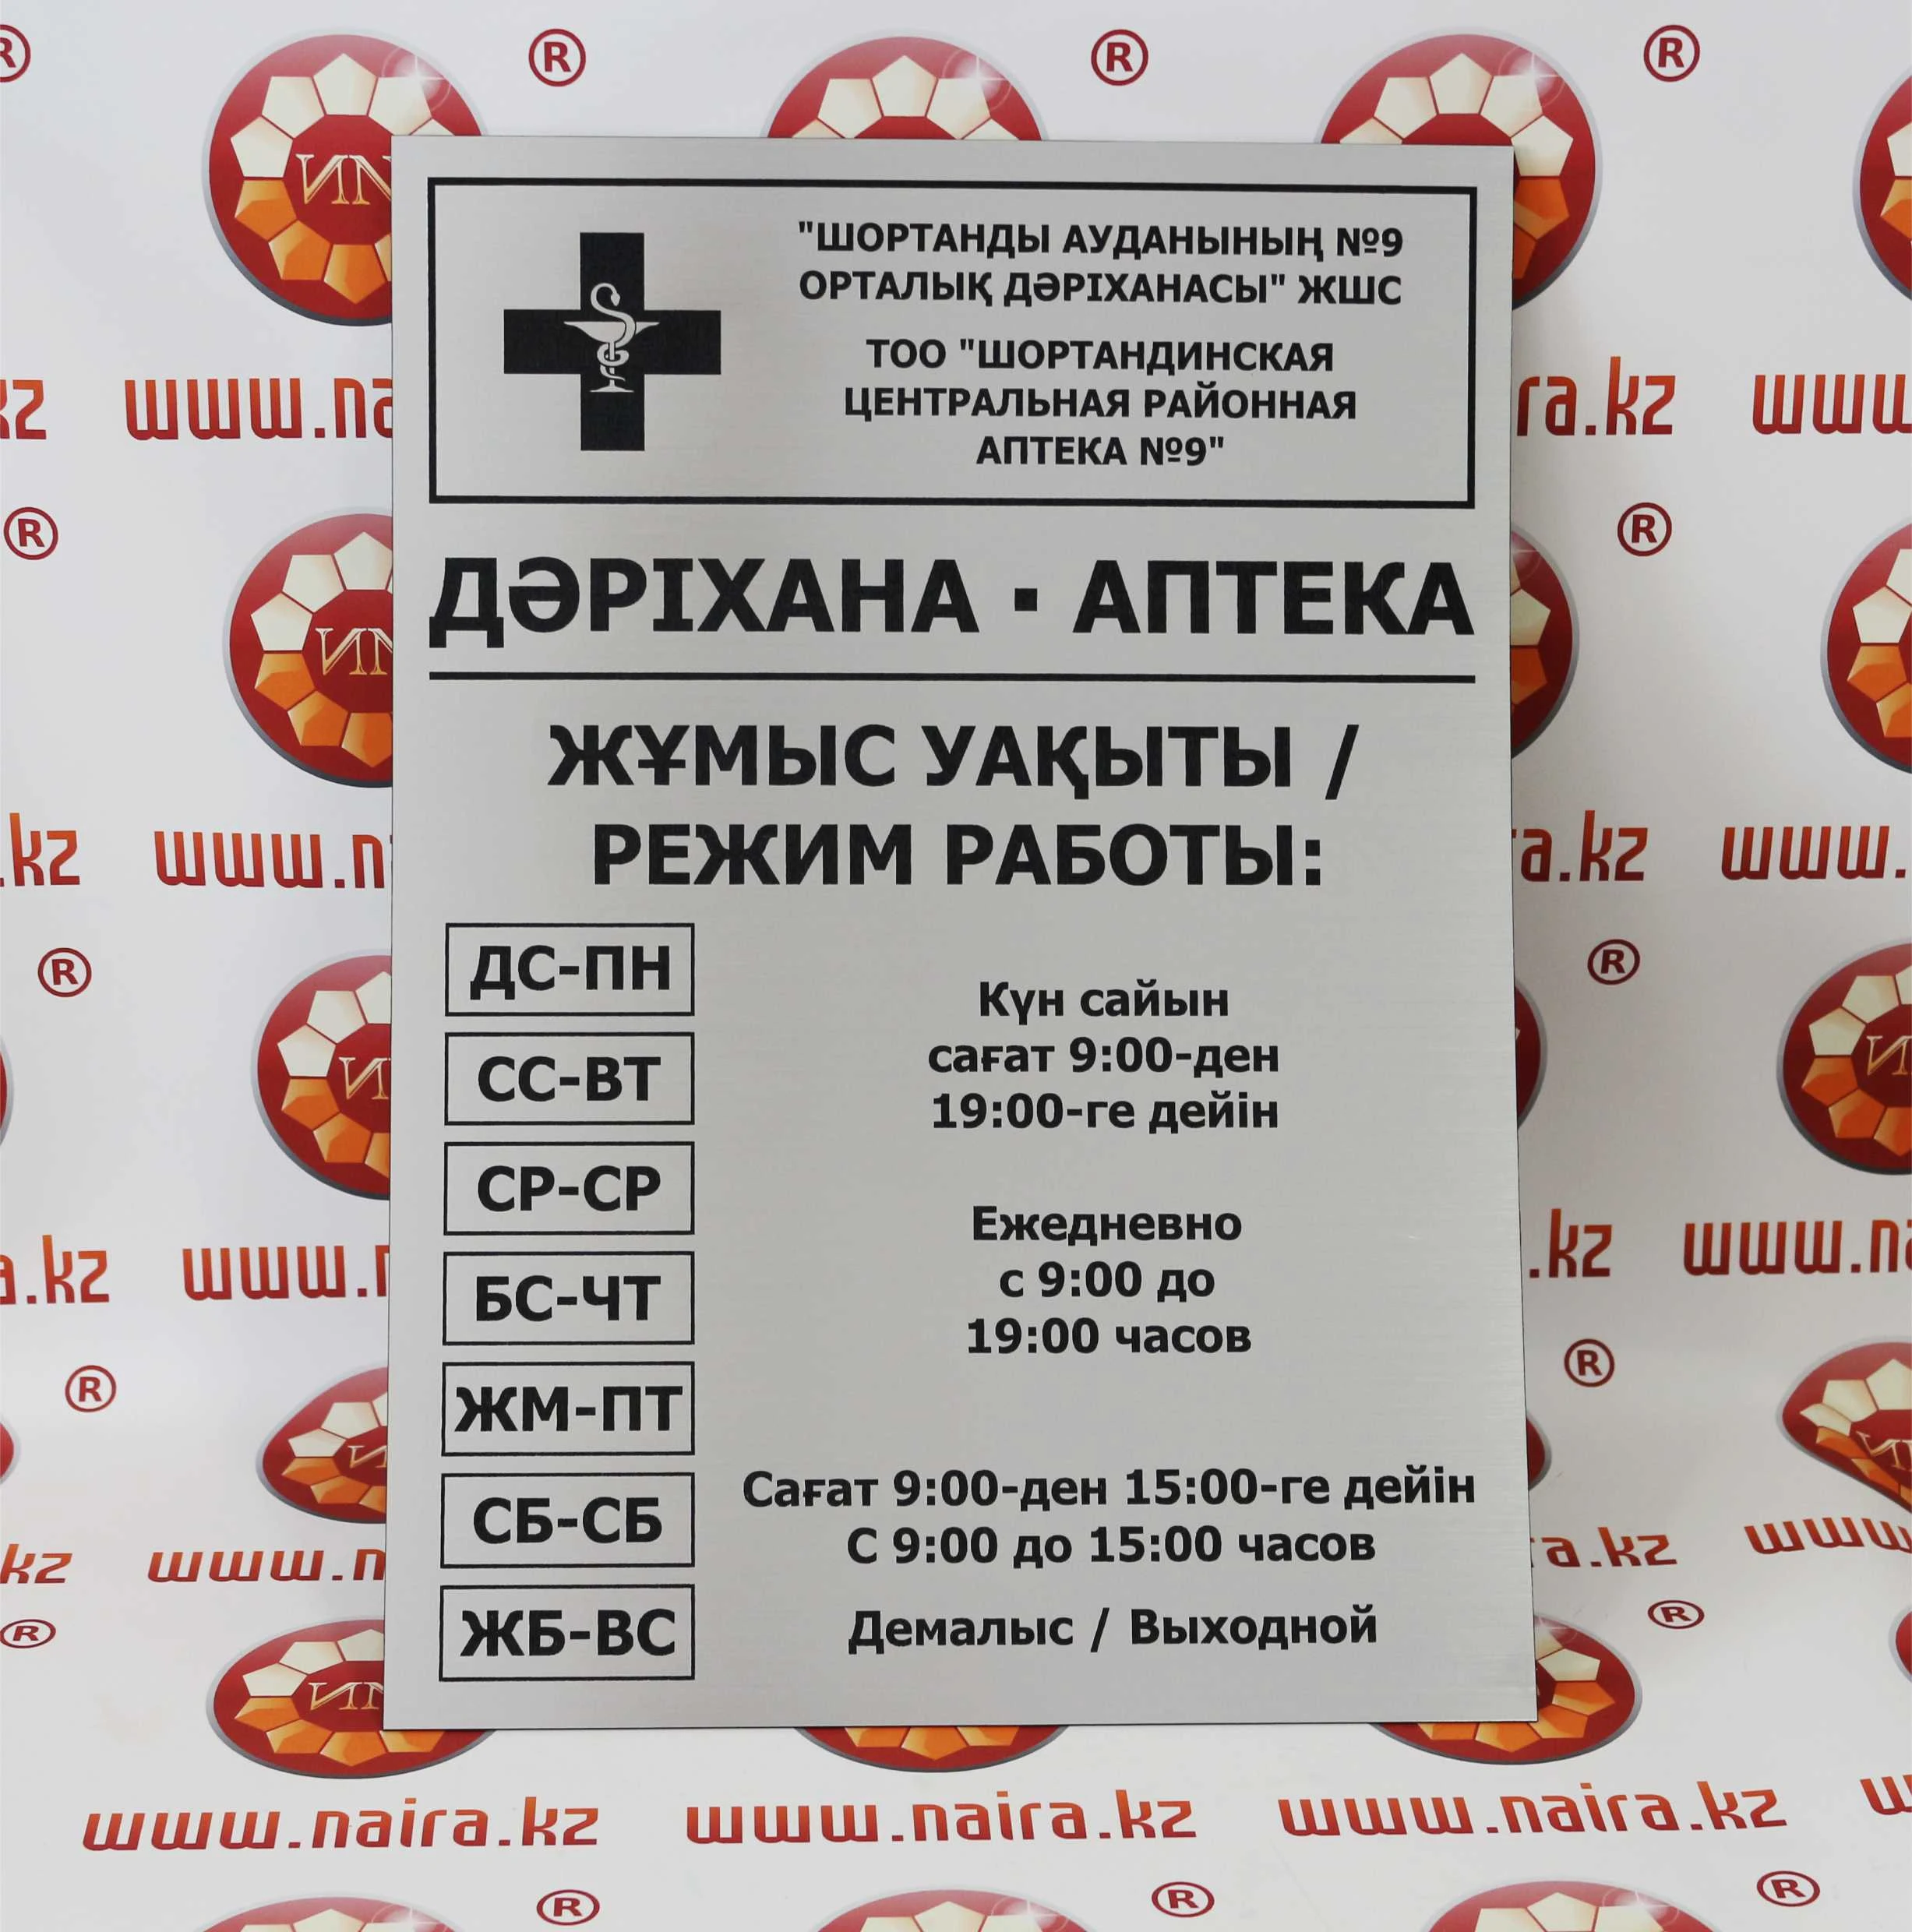 "ШОРТАНДЫ АУДАНЫНЫҢ №9
ОРТАЛЫҚ ДӘРІХАНАСЫ" ЖШС
ТОО "ШОРТАНДИНСКАЯ
ЦЕНТРАЛЬНАЯ РАЙОННАЯ
АПТЕКА №9"
ДӘРІХАНА ▪ АПТЕКА
ЖҰМЫС УАҚЫТЫ /
РЕЖИМ РАБОТЫ:
ДС-ПН
СС-ВТ
СР-СР
БС-ЧТ
ЖМ-ПТ
Күн сайын
сағат 9:00-ден
19:00-ге дейін
Ежедневно
с 9:00 до
19:00 часов
СБ-СБ
Сағат 9:00-ден 15:00-ге дейін
С 9:00 до 15:00 часов
ЖБ-ВС
Демалыс / Выходной
www.naira.kz www.naira.kz www.naira.kz